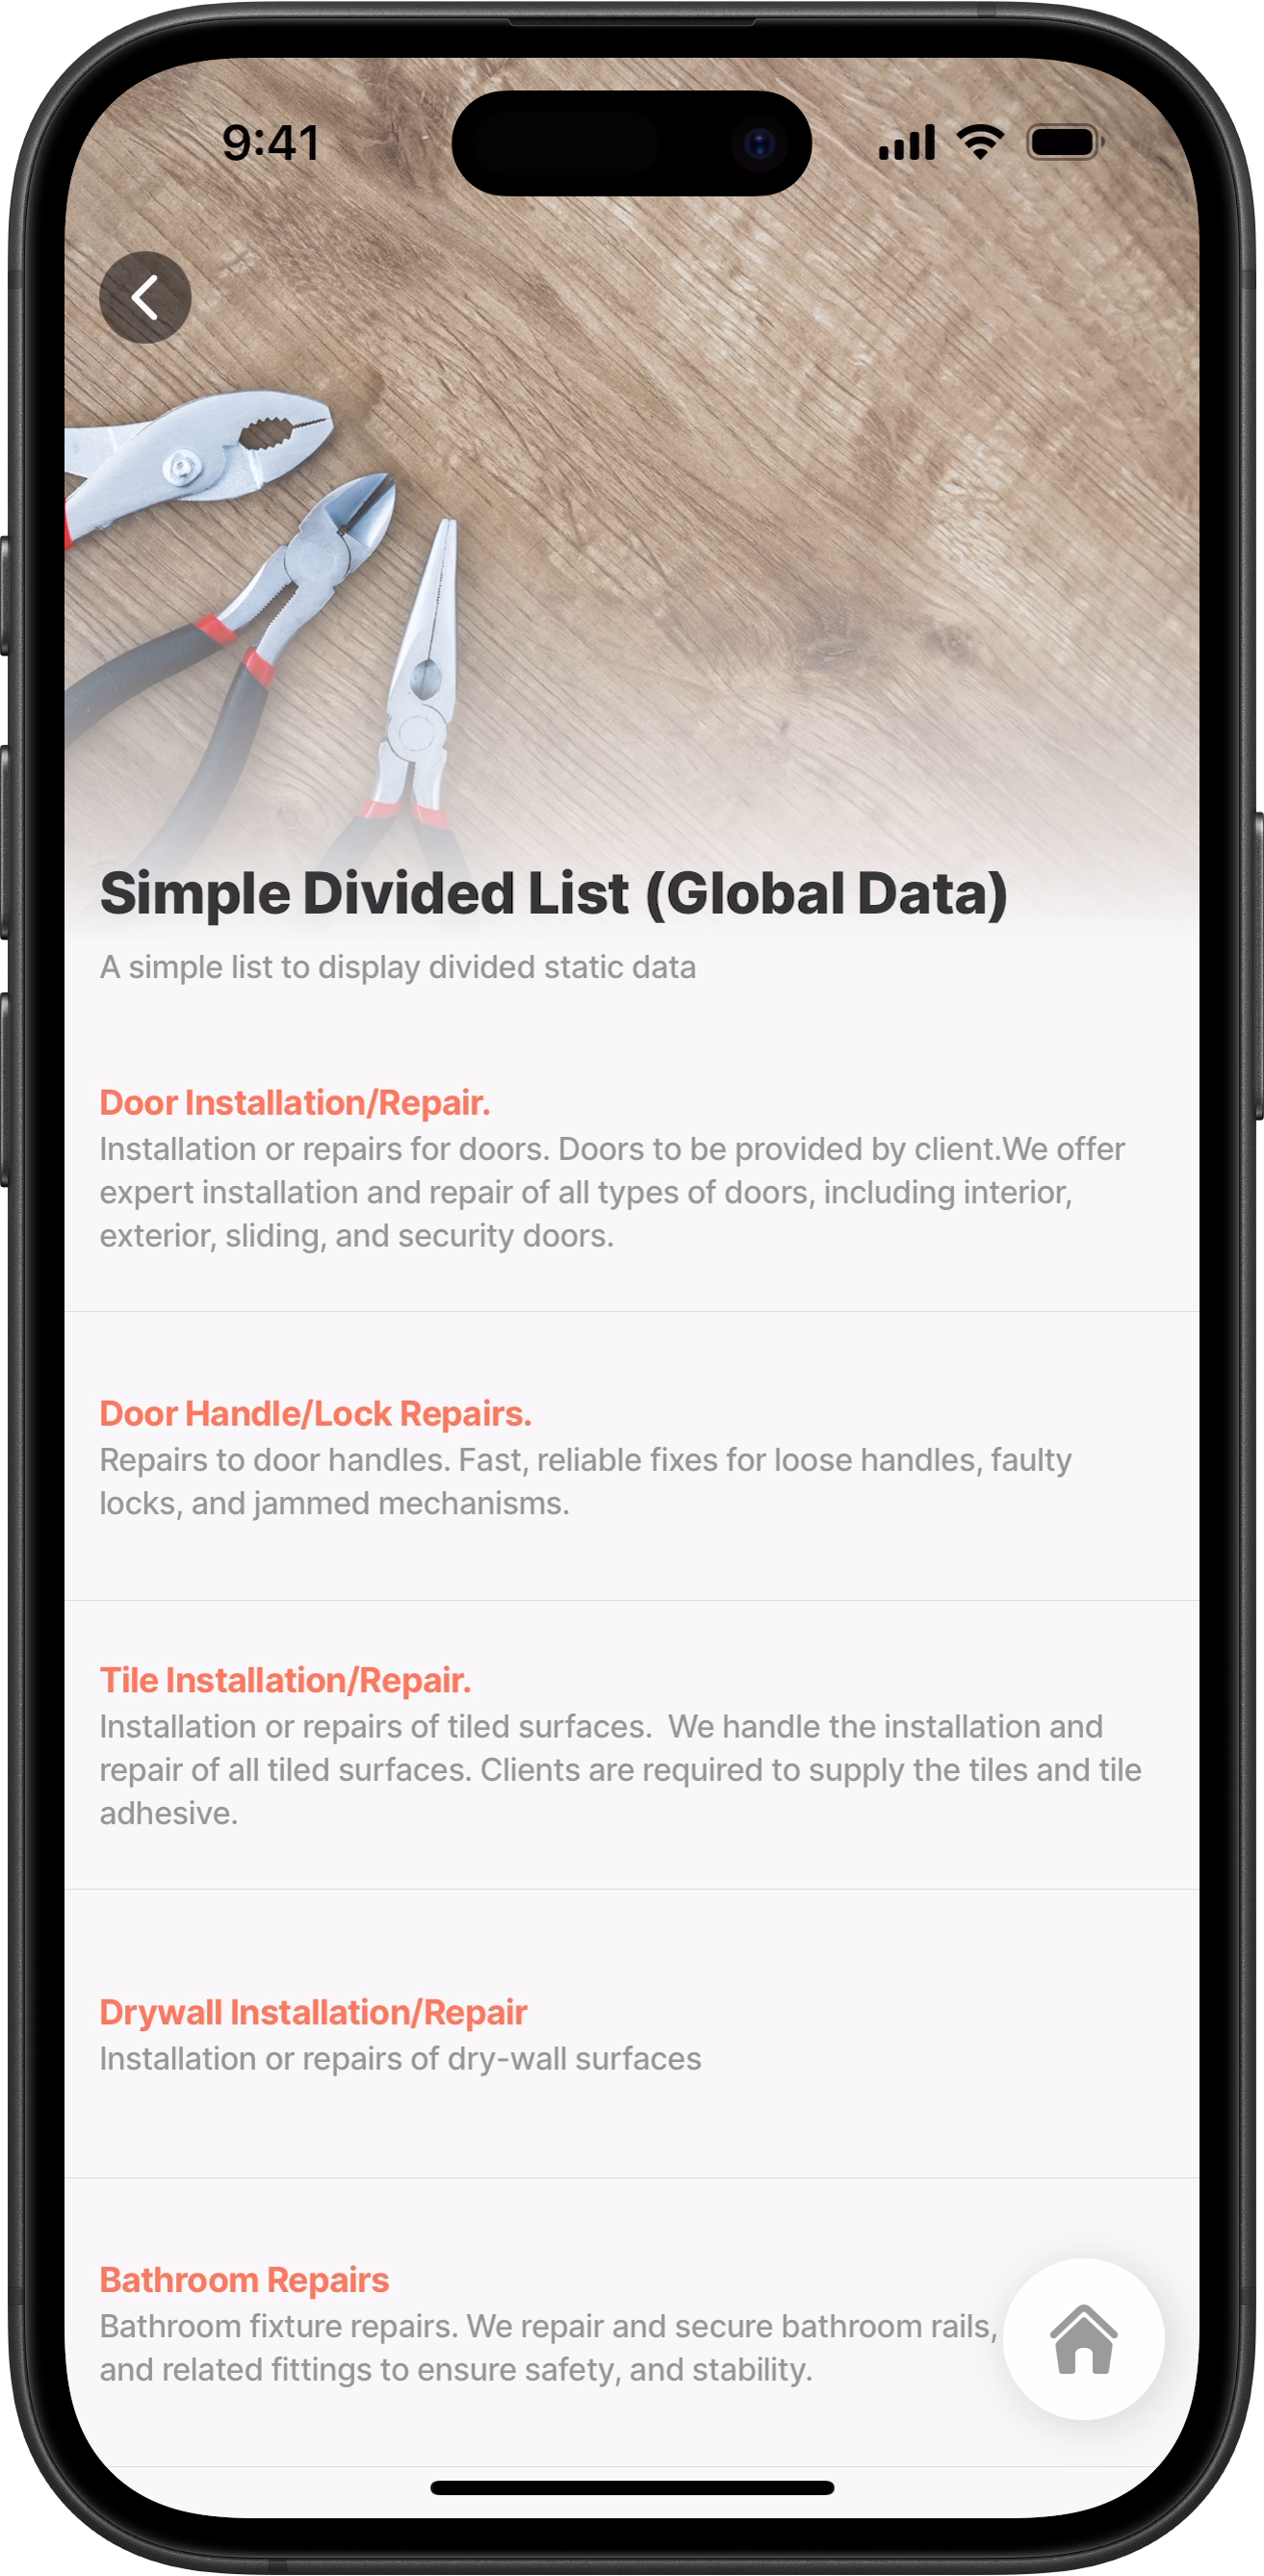 9:41
Simple Divided List (Global Data)
A simple list to display divided static data
Door Installation/Repair.
Installation or repairs for doors. Doors to be provided by client.We offer
expert installation and repair of all types of doors, including interior,
exterior, sliding, and security doors.
Door Handle/Lock Repairs.
Repairs to door handles. Fast, reliable fixes for loose handles, faulty
locks, and jammed mechanisms.
Tile Installation/Repair.
Installation or repairs of tiled surfaces.  We handle the installation and
repair of all tiled surfaces. Clients are required to supply the tiles and tile
adhesive.
Drywall Installation/Repair
Installation or repairs of dry-wall surfaces
Bathroom Repairs
Bathroom fixture repairs. We repair and secure bathroom rails,
and related fittings to ensure safety, and stability.